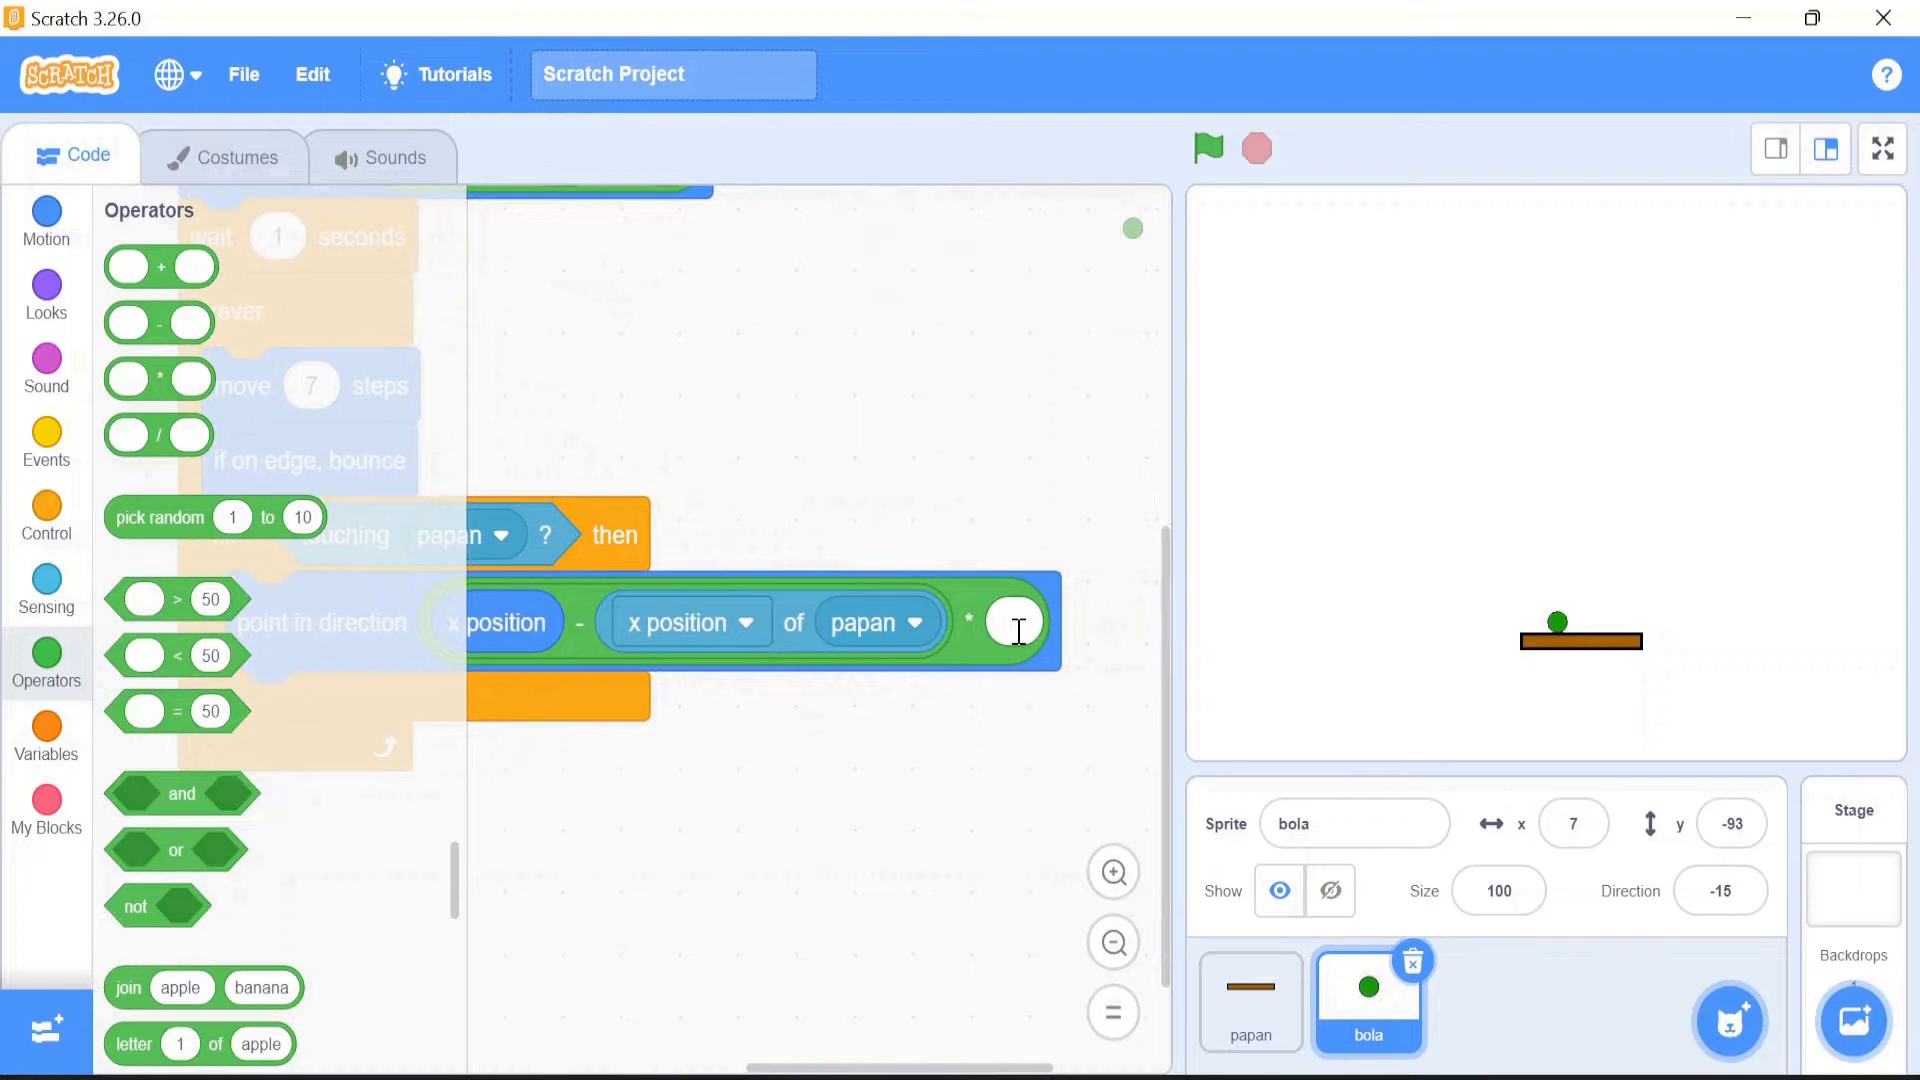 Scratch 3.26.0
SCRATCH
File
Edit
Tutorials
Scratch Project
?
Code
Costumes
Sounds
Motion
Looks
Sound
Events
Control
Sensing
Operators
Variables
My Blocks
Operators
+
-
*
/
pick random 1 to 10
> 50
< 50
= 50
and
or
not
join apple banana
letter 1 of apple
wait 1 seconds
move 7 steps
if on edge, bounce
papan ? then
point in direction x position - x position of papan *
Sprite bola x 7 y -93
Show Size 100 Direction -15
papan
bola
Stage
Backdrops